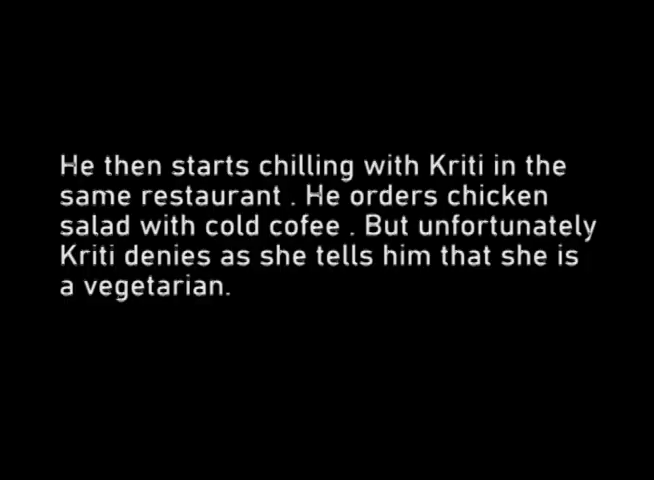 He then starts chilling with Kriti in the
same restaurant . He orders chicken
salad with cold cofee . But unfortunately
Kriti denies as she tells him that she is
a vegetarian.